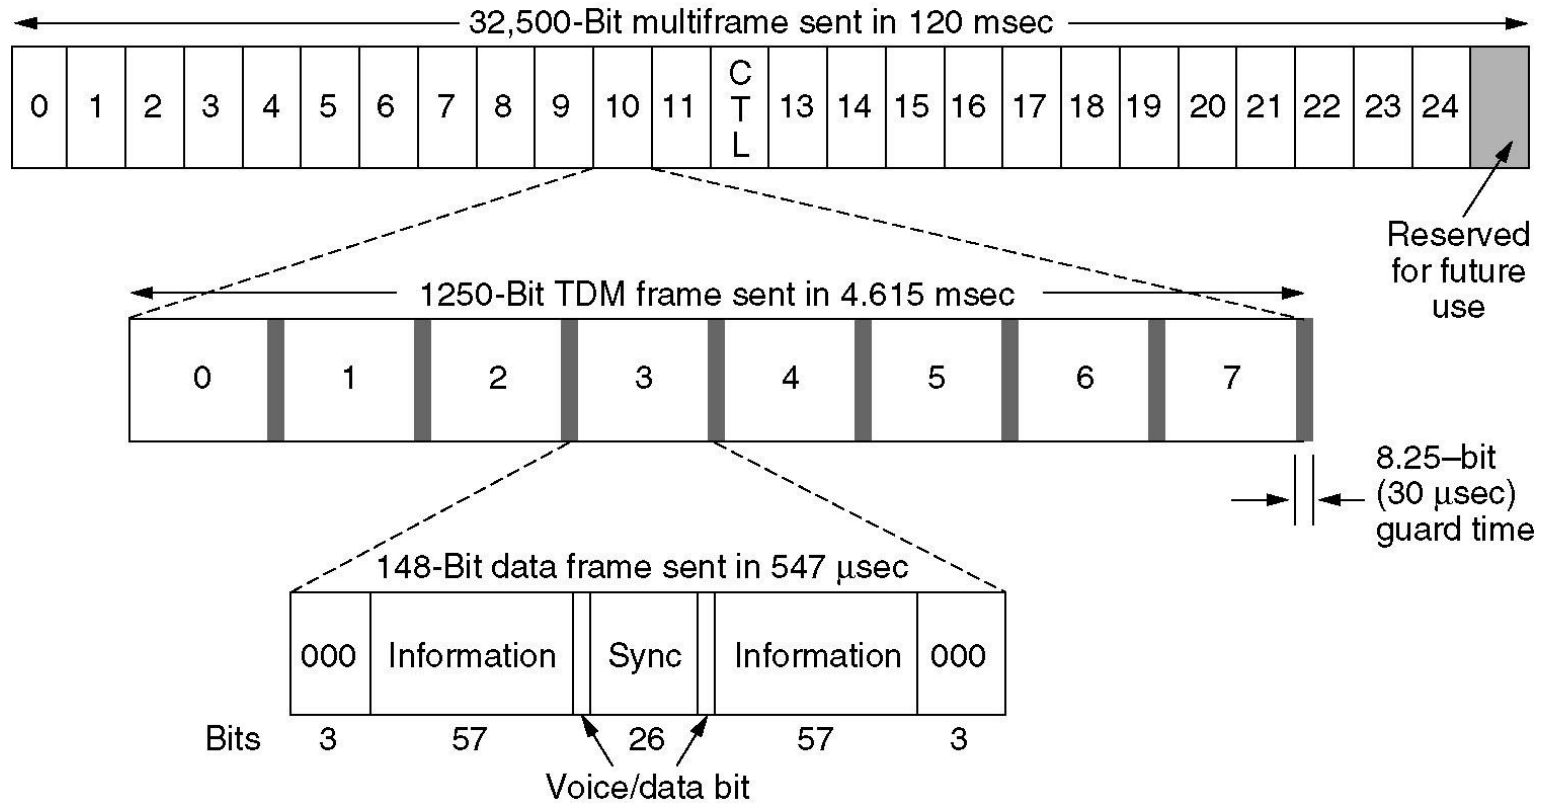 32,500-Bit multiframe sent in 120 msec
0 1 2 3 4 5 6 7 8 9 10 11 CTL 13 14 15 16 17 18 19 20 21 22 23 24
Reserved
for future
use
1250-Bit TDM frame sent in 4.615 msec
0 1 2 3 4 5 6 7
8.25–bit
(30 μsec)
guard time
148-Bit data frame sent in 547 μsec
000 Information Sync Information 000
Bits 3 57 26 57 3
Voice/data bit